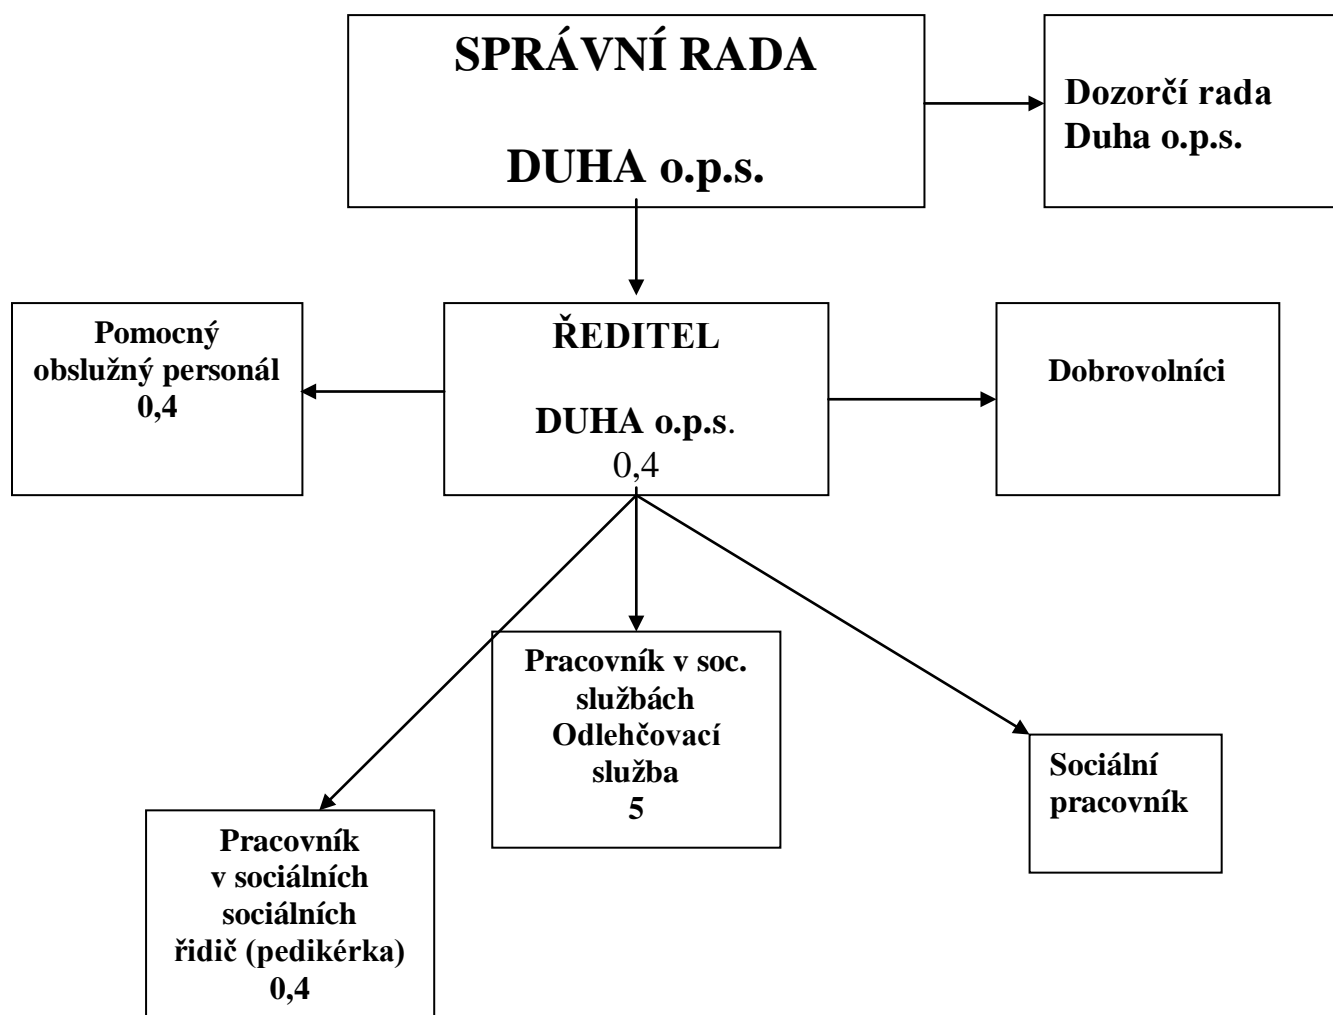 SPRÁVNÍ RADA
DUHA o.p.s.
Dozorčí rada
Duha o.p.s.
Pomocný
obslužný personál
0,4
ŘEDITEL
DUHA o.p.s.
0,4
Dobrovolníci
Pracovník v soc.
službách
Odlehčovací
služba
5
Sociální
pracovník
Pracovník
v sociálních
sociálních
řidič (pedikérka)
0,4